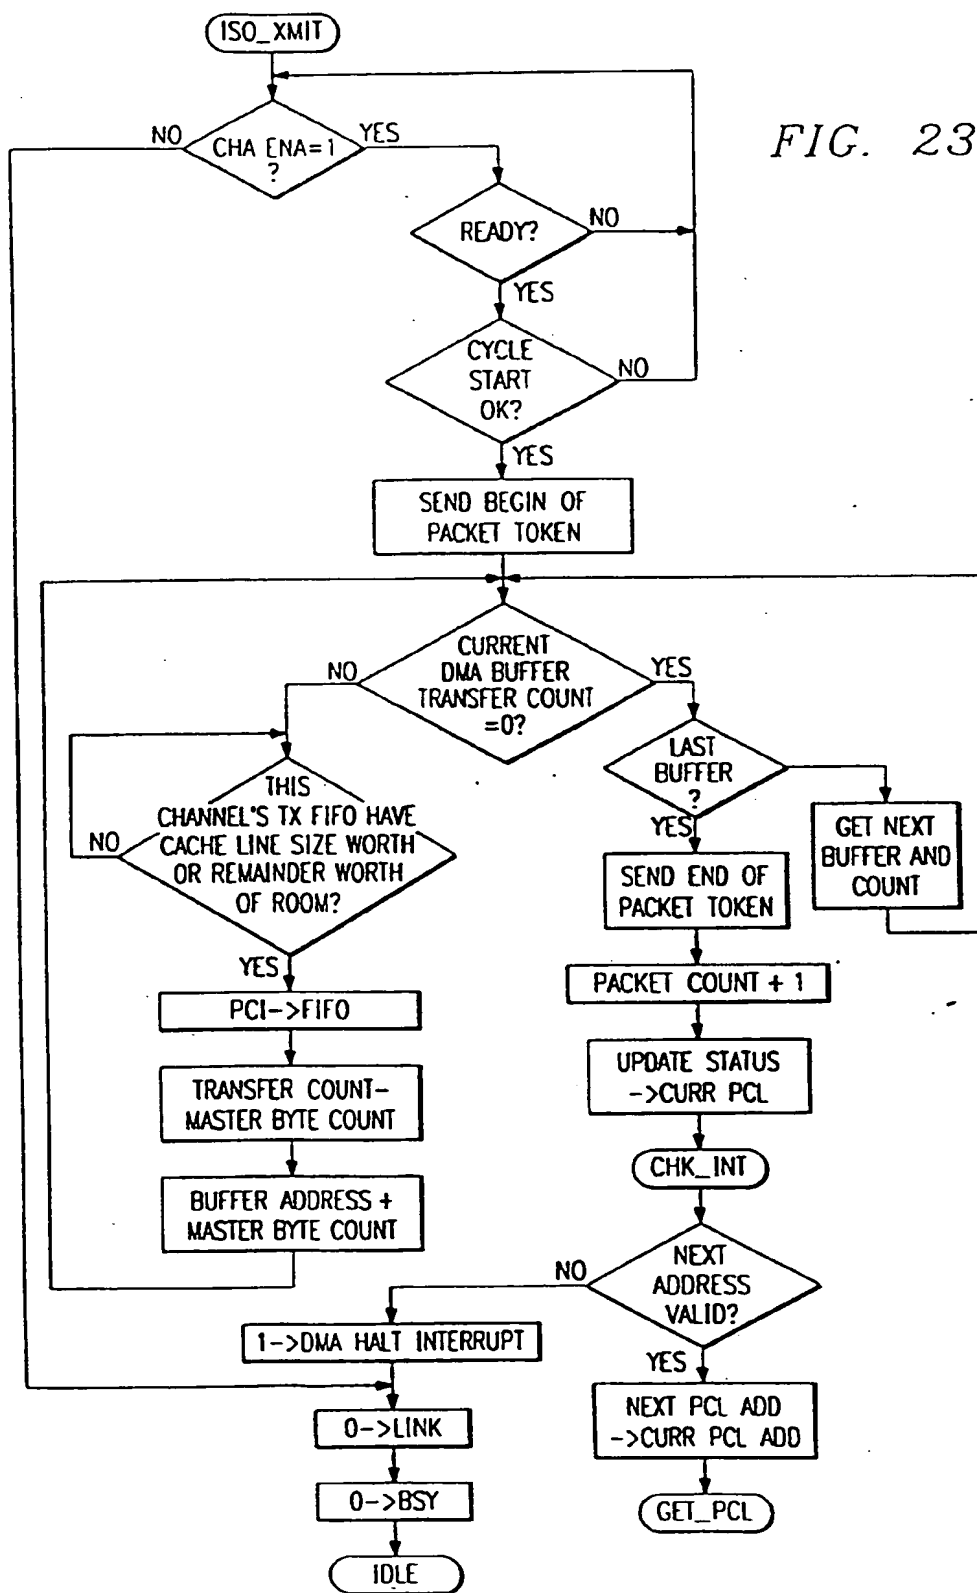 ISO_XMIT
FIG. 23
NO
CHA ENA=1
?
YES
READY?
NO
YES
CYCLE
START
OK?
NO
YES
SEND BEGIN OF
PACKET TOKEN
CURRENT
DMA BUFFER
TRANSFER COUNT
=0?
NO
YES
THIS
CHANNEL'S TX FIFO HAVE
CACHE LINE SIZE WORTH
OR REMAINDER WORTH
OF ROOM?
NO
YES
PCI->FIFO
TRANSFER COUNT-
MASTER BYTE COUNT
BUFFER ADDRESS +
MASTER BYTE COUNT
LAST
BUFFER
?
YES
GET NEXT
BUFFER AND
COUNT
SEND END OF
PACKET TOKEN
PACKET COUNT + 1
UPDATE STATUS
->CURR PCL
CHK_INT
NEXT
ADDRESS
VALID?
NO
YES
1->DMA HALT INTERRUPT
0->LINK
0->BSY
IDLE
NEXT PCL ADD
->CURR PCL ADD
GET_PCL